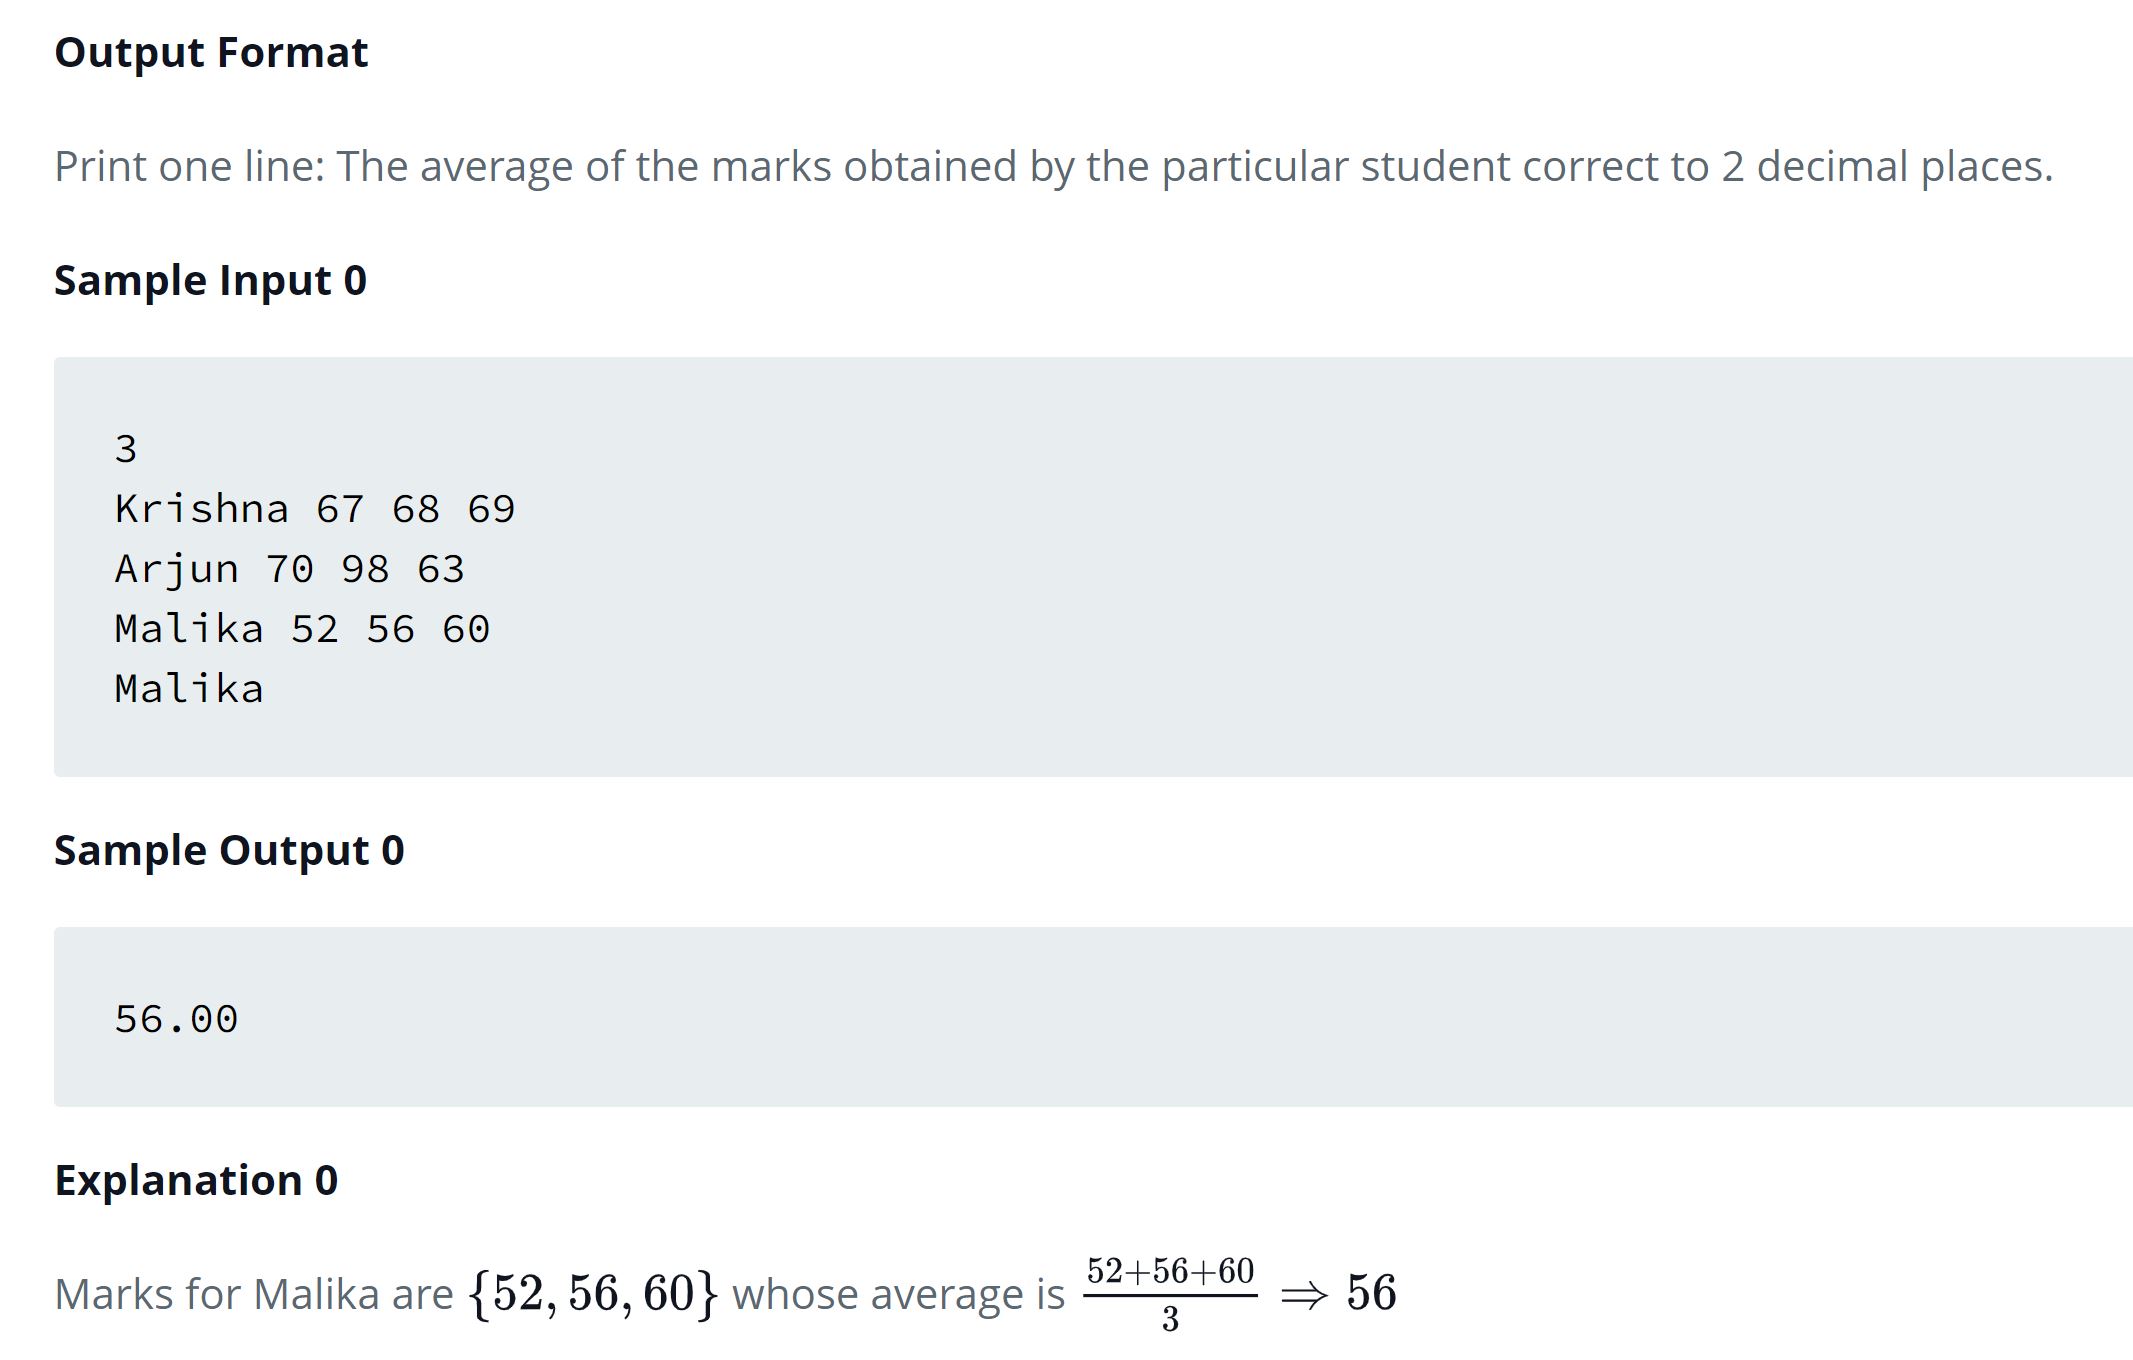 Output Format
Print one line: The average of the marks obtained by the particular student correct to 2 decimal places.
Sample Input 0
3
Krishna 67 68 69
Arjun 70 98 63
Malika 52 56 60
Malika
Sample Output 0
56.00
Explanation 0
Marks for Malika are {52, 56, 60} whose average is \frac{52+56+60}{3} ⇒ 56